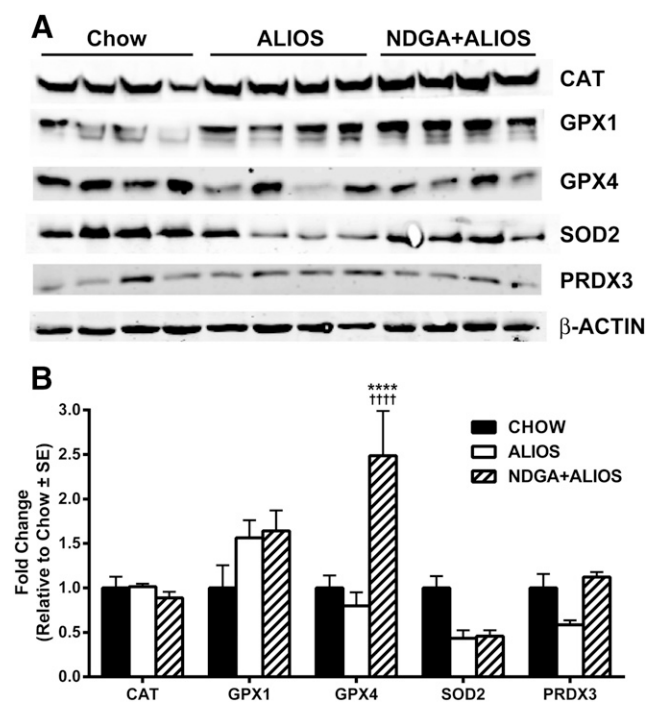 A
Chow ALIOS NDGA+ALIOS
CAT
GPX1
GPX4
SOD2
PRDX3
β-ACTIN
B
Fold Change
(Relative to Chow ± SE)
3.0
2.5
2.0
1.5
1.0
0.5
0.0
****
††††
CHOW
ALIOS
NDGA+ALIOS
CAT GPX1 GPX4 SOD2 PRDX3